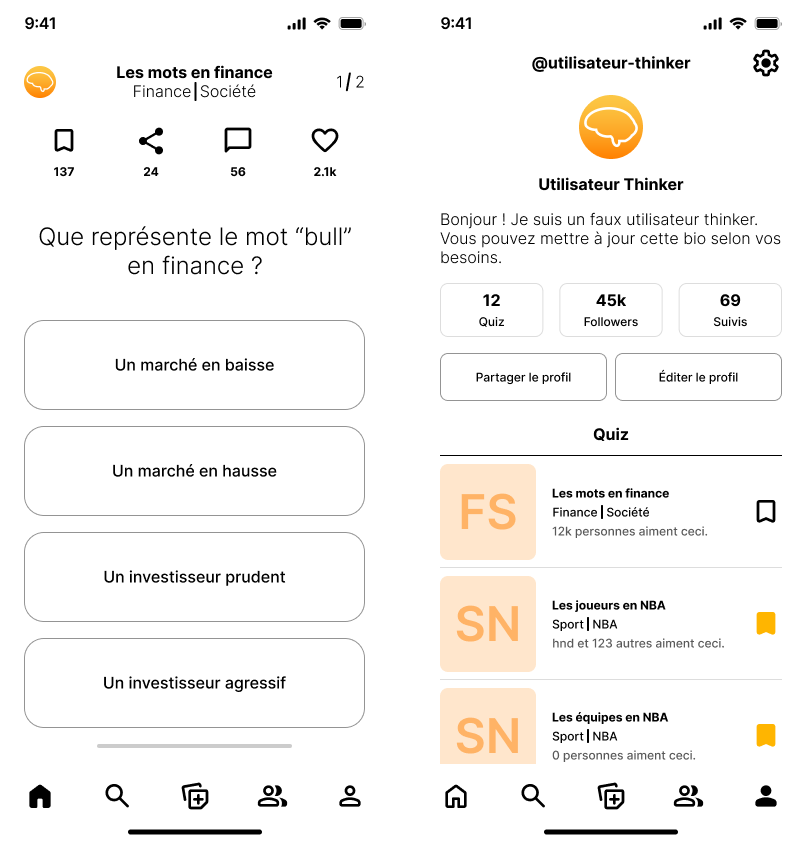 9:41
Les mots en finance
Finance|Société
1/2
137
24
56
2.1k
Que représente le mot “bull”
en finance ?
Un marché en baisse
Un marché en hausse
Un investisseur prudent
Un investisseur agressif
9:41
@utilisateur-thinker
Utilisateur Thinker
Bonjour ! Je suis un faux utilisateur thinker.
Vous pouvez mettre à jour cette bio selon vos
besoins.
12
Quiz
45k
Followers
69
Suivis
Partager le profil
Éditer le profil
Quiz
FS
Les mots en finance
Finance|Société
12k personnes aiment ceci.
SN
Les joueurs en NBA
Sport|NBA
hnd et 123 autres aiment ceci.
SN
Les équipes en NBA
Sport|NBA
0 personnes aiment ceci.